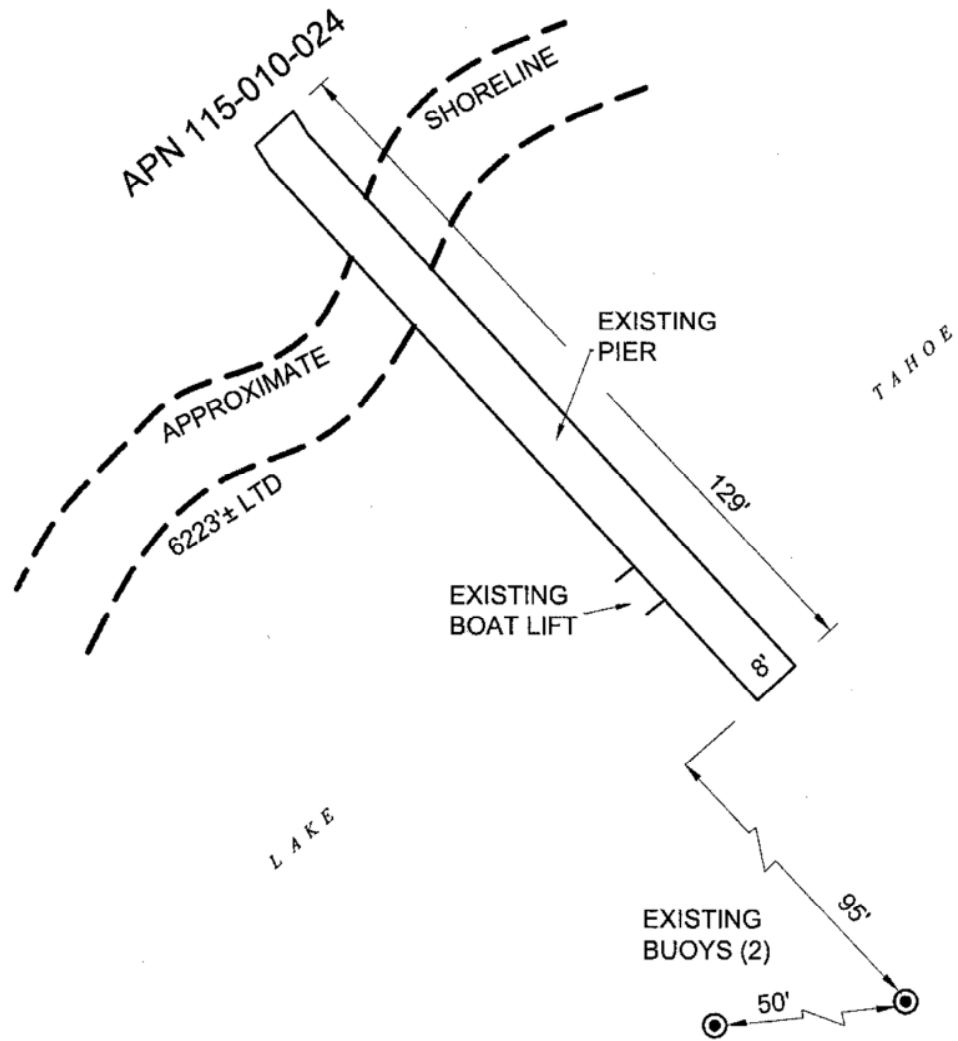 APN 115-010-024
SHORELINE
EXISTING
PIER
TAHOE
APPROXIMATE
6223'± LTD
129'
EXISTING
BOAT LIFT
8'
LAKE
EXISTING
BUOYS (2)
95'
50'